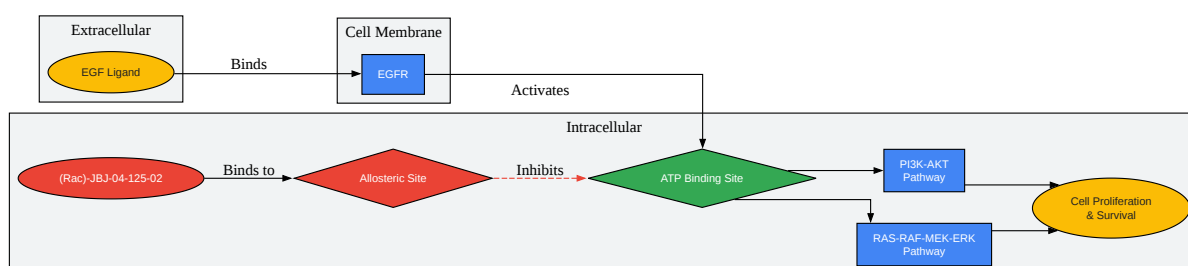 Extracellular
EGF Ligand
Binds
Cell Membrane
EGFR
Activates
Intracellular
(Rac)-JBJ-04-125-02
Binds to
Allosteric Site
Inhibits
ATP Binding Site
PI3K-AKT
Pathway
RAS-RAF-MEK-ERK
Pathway
Cell Proliferation
& Survival